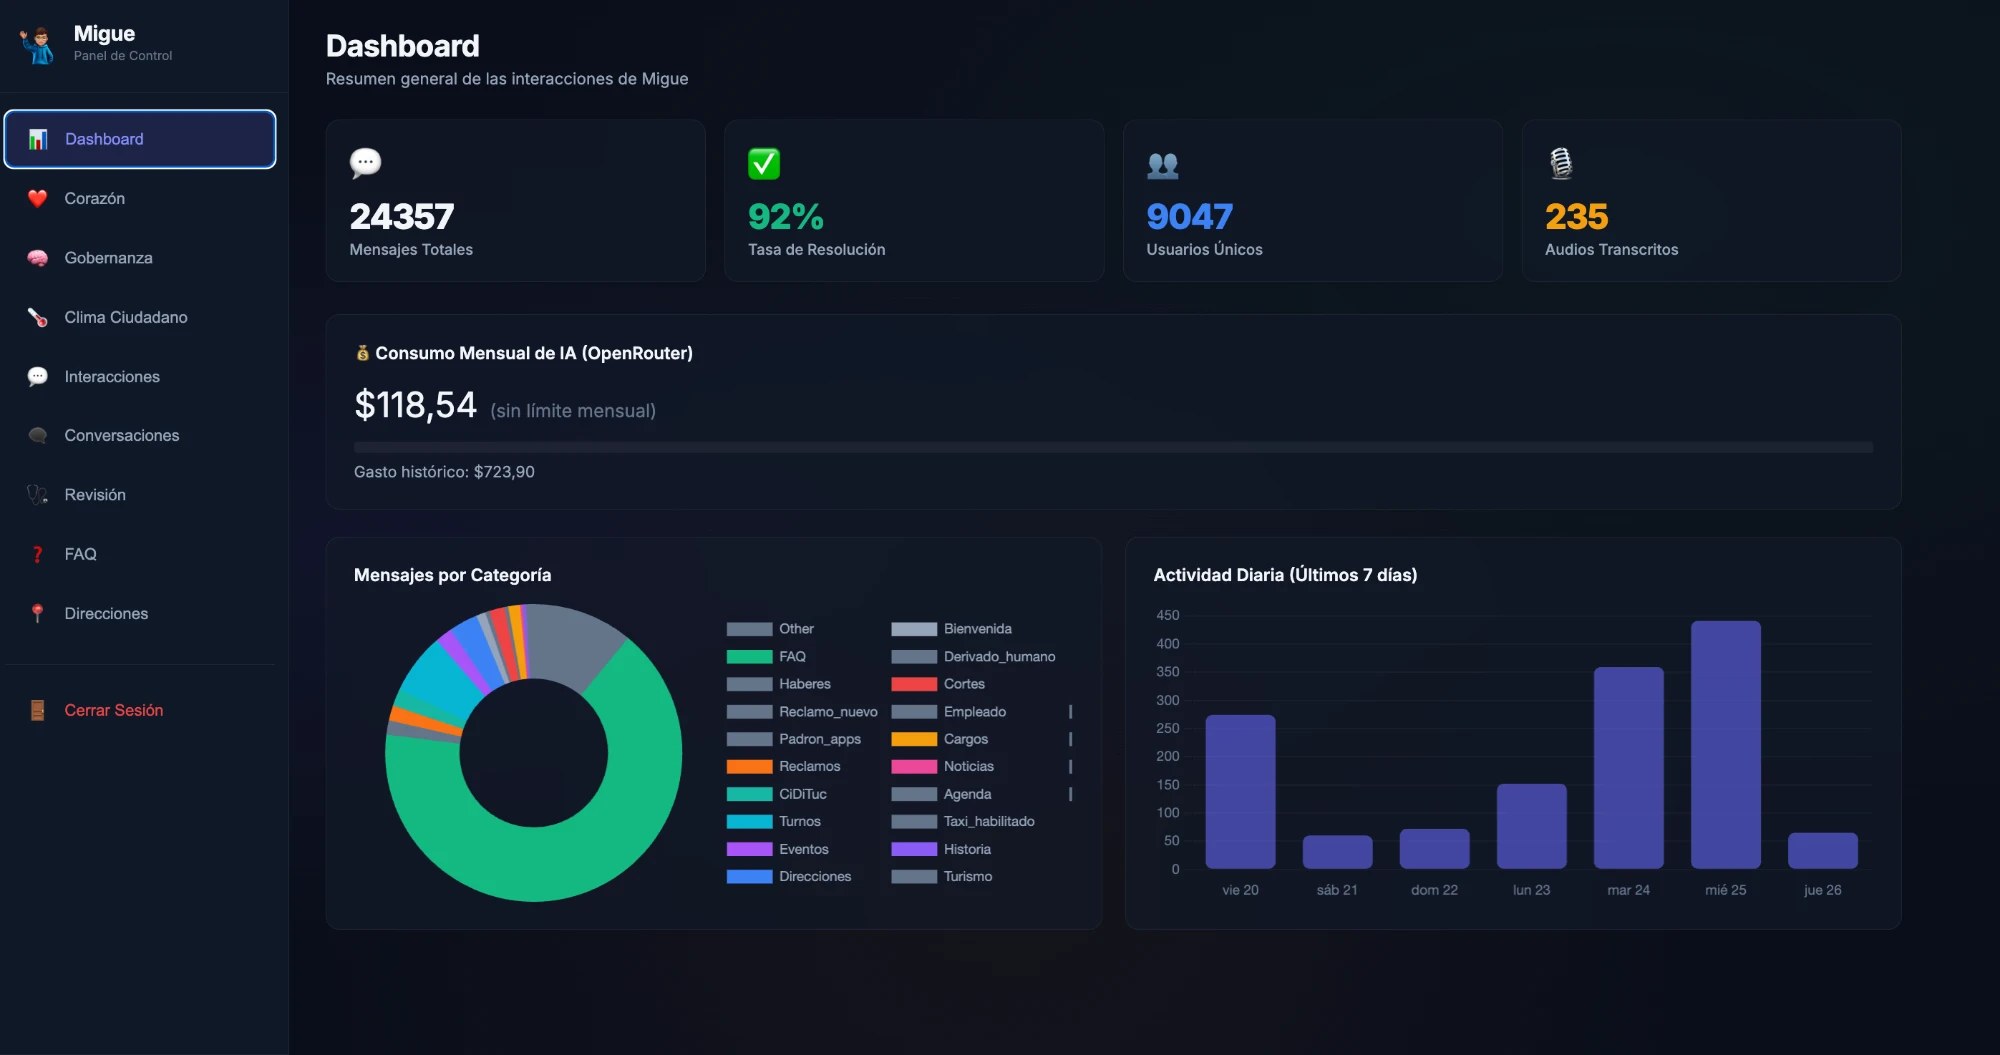 Migue
Panel de Control
Dashboard
Corazón
Gobernanza
Clima Ciudadano
Interacciones
Conversaciones
Revisión
FAQ
Direcciones
Cerrar Sesión
Dashboard
Resumen general de las interacciones de Migue
24357
Mensajes Totales
92%
Tasa de Resolución
9047
Usuarios Únicos
235
Audios Transcritos
Consumo Mensual de IA (OpenRouter)
$118,54 (sin límite mensual)
Gasto histórico: $723,90
Mensajes por Categoría
Other
FAQ
Haberes
Reclamo_nuevo
Padron_apps
Reclamos
CiDiTuc
Turnos
Eventos
Direcciones
Bienvenida
Derivado_humano
Cortes
Empleado
Cargos
Noticias
Agenda
Taxi_habilitado
Historia
Turismo
Actividad Diaria (Últimos 7 días)
450
400
350
300
250
200
150
100
50
0
vie 20 sáb 21 dom 22 lun 23 mar 24 mié 25 jue 26